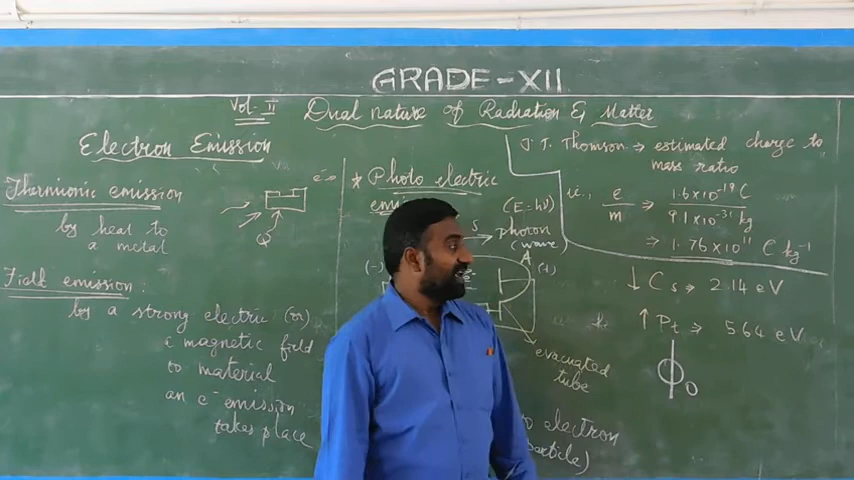 GRADE - XII
Vol - II Dual nature of Radiation & Matter
Electron Emission
Thermionic emission
by heat to
a metal
Q
Field emission :
by a strong electric (or)
magnetic field
to material
an e⁻ emission
takes place
e⁻
* Photo electric
(E = hν)
photon
(wave
(-)
S
A
(+)
evacuated
tube
electron
J.J. Thomson → estimated charge to
mass ratio
i.e., e/m → 1.6 x 10⁻¹⁹ C / 9.1 x 10⁻³¹ kg
⇒ 1.76 x 10¹¹ C kg⁻¹
↓ Cs → 2.14 eV
↑ Pt → 5.64 eV
ϕ₀